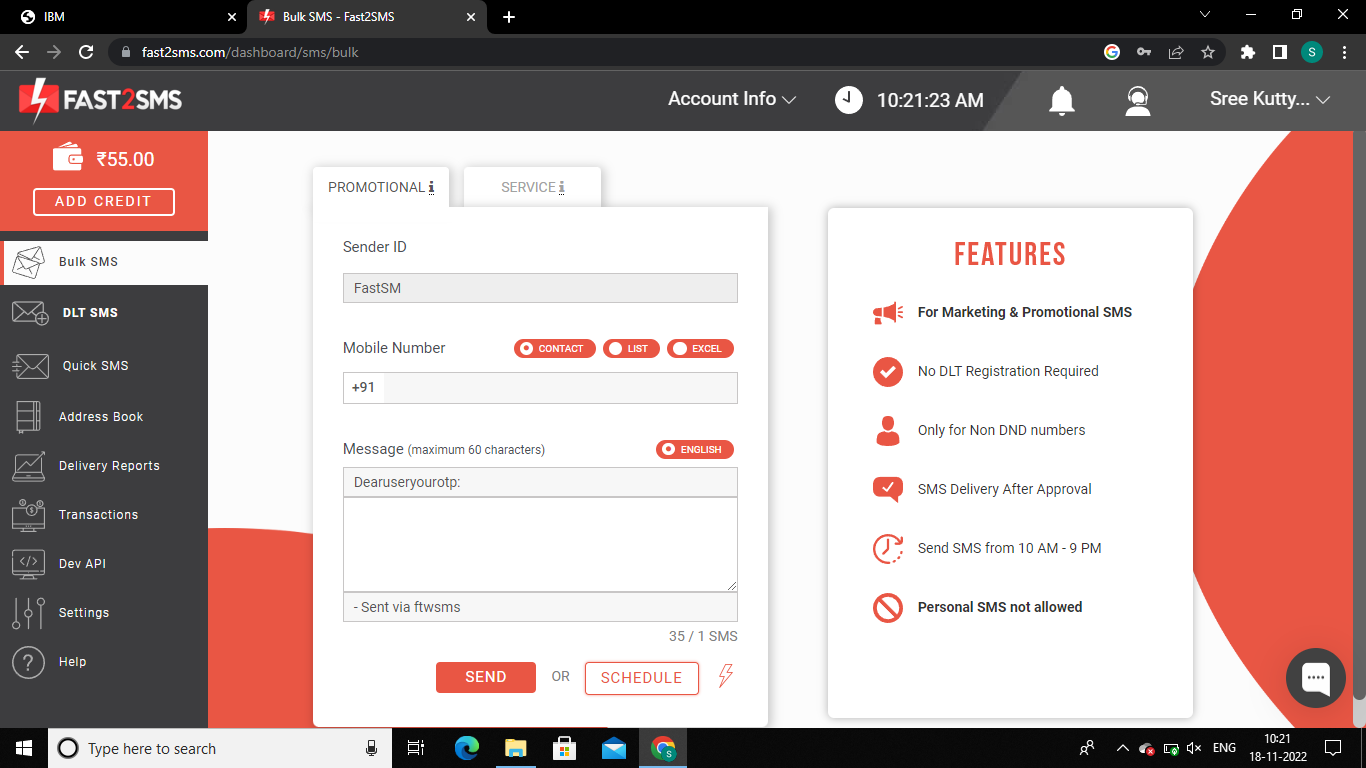 IBM
Bulk SMS - Fast2SMS
fast2sms.com/dashboard/sms/bulk
S
FAST2SMS
Account Info
10:21:23 AM
Sree Kutty...
₹55.00
ADD CREDIT
Bulk SMS
DLT SMS
Quick SMS
Address Book
Delivery Reports
Transactions
Dev API
Settings
Help
PROMOTIONAL i
SERVICE i
Sender ID
FastSM
Mobile Number
CONTACT
LIST
EXCEL
+91
Message (maximum 60 characters)
ENGLISH
Dearuseryourotp:
- Sent via ftwsms
35 / 1 SMS
SEND
OR
SCHEDULE
FEATURES
For Marketing & Promotional SMS
No DLT Registration Required
Only for Non DND numbers
SMS Delivery After Approval
Send SMS from 10 AM - 9 PM
Personal SMS not allowed
Type here to search
S
ENG
10:21
18-11-2022